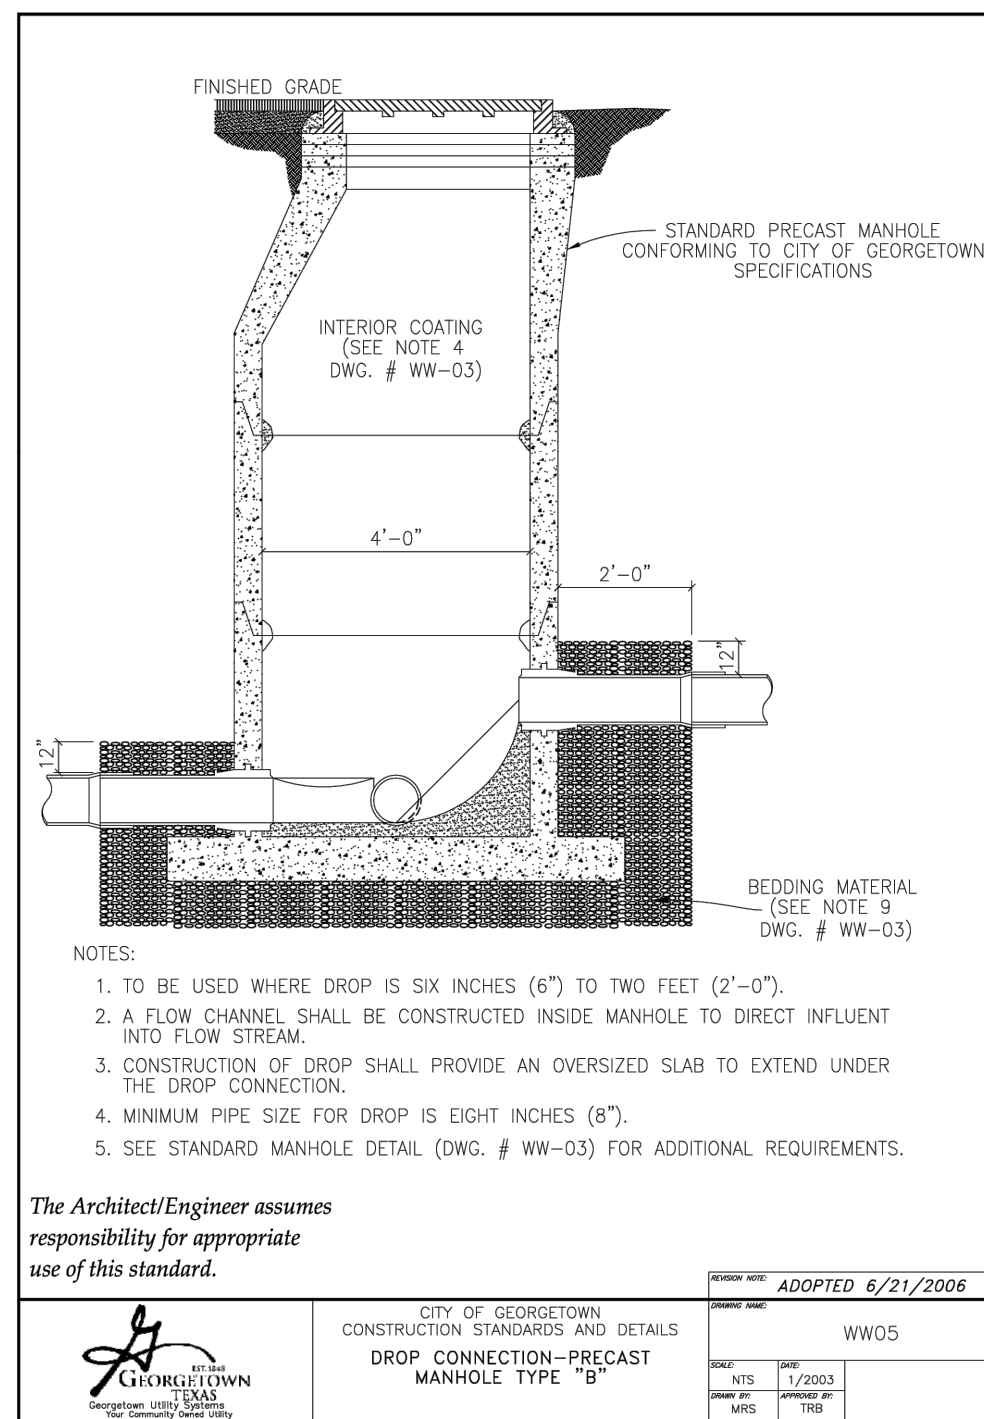 FINISHED GRADE
STANDARD PRECAST MANHOLE
CONFORMING TO CITY OF GEORGETOWN
SPECIFICATIONS
INTERIOR COATING
(SEE NOTE 4
DWG. # WW-03)
4'-0"
2'-0"
12"
12"
BEDDING MATERIAL
(SEE NOTE 9
DWG. # WW-03)
NOTES:
1. TO BE USED WHERE DROP IS SIX INCHES (6") TO TWO FEET (2'-0").
2. A FLOW CHANNEL SHALL BE CONSTRUCTED INSIDE MANHOLE TO DIRECT INFLUENT
INTO FLOW STREAM.
3. CONSTRUCTION OF DROP SHALL PROVIDE AN OVERSIZED SLAB TO EXTEND UNDER
THE DROP CONNECTION.
4. MINIMUM PIPE SIZE FOR DROP IS EIGHT INCHES (8").
5. SEE STANDARD MANHOLE DETAIL (DWG. # WW-03) FOR ADDITIONAL REQUIREMENTS.
The Architect/Engineer assumes
responsibility for appropriate
use of this standard.
REVISION NOTE:
ADOPTED 6/21/2006
G
EST. 1848
GEORGETOWN
TEXAS
Georgetown Utility Systems
Your Community Owned Utility
CITY OF GEORGETOWN
CONSTRUCTION STANDARDS AND DETAILS
DROP CONNECTION-PRECAST
MANHOLE TYPE "B"
DRAWING NAME:
WW05
SCALE:
NTS
DATE:
1/2003
DRAWN BY:
MRS
APPROVED BY:
TRB